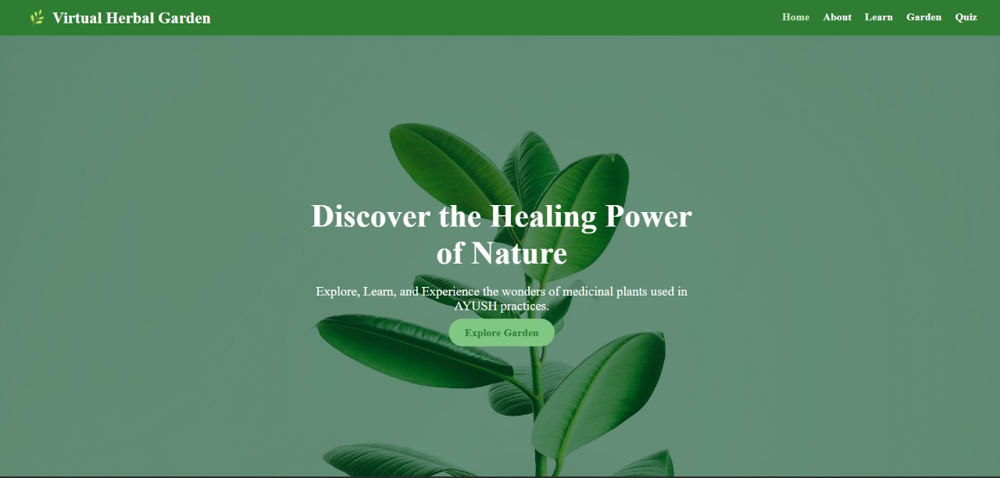 Virtual Herbal Garden
Home About Learn Garden Quiz
Discover the Healing Power
of Nature
Explore, Learn, and Experience the wonders of medicinal plants used in
AYUSH practices.
Explore Garden